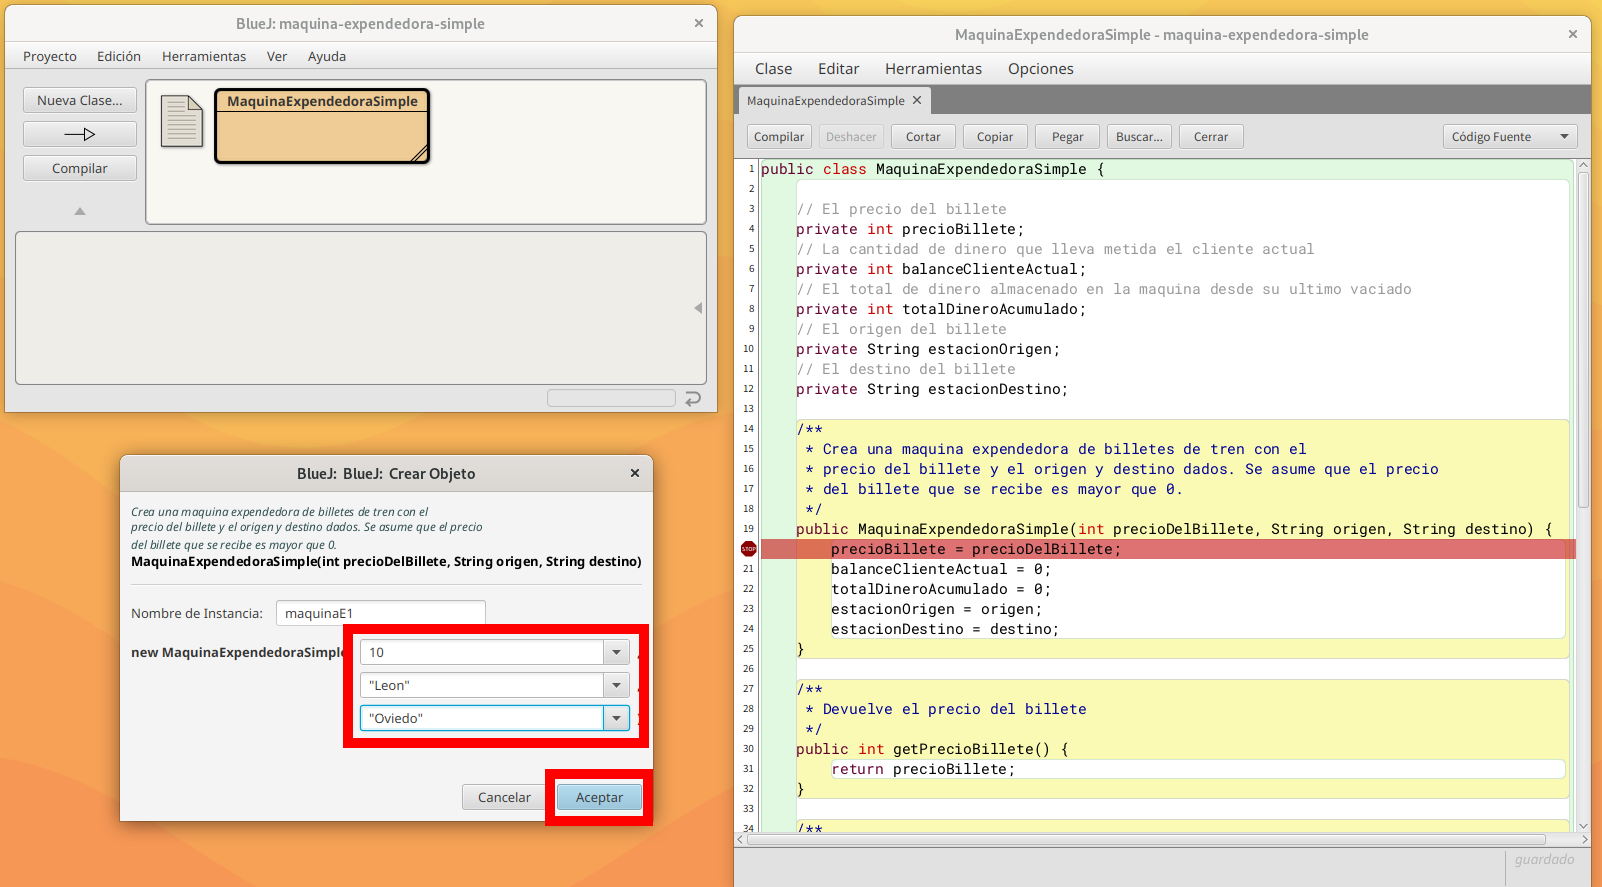 BlueJ: maquina-expendedora-simple
Proyecto Edición Herramientas Ver Ayuda
Nueva Clase...
Compilar
MaquinaExpendedoraSimple
BlueJ: BlueJ: Crear Objeto
Crea una maquina expendedora de billetes de tren con el
precio del billete y el origen y destino dados. Se asume que el precio
del billete que se recibe es mayor que 0.
MaquinaExpendedoraSimple(int precioDelBillete, String origen, String destino)
Nombre de Instancia: maquinaE1
new MaquinaExpendedoraSimple
10
"Leon"
"Oviedo"
Cancelar Aceptar
MaquinaExpendedoraSimple - maquina-expendedora-simple
Clase Editar Herramientas Opciones
MaquinaExpendedoraSimple
Compilar Deshacer Cortar Copiar Pegar Buscar... Cerrar Código Fuente
1 public class MaquinaExpendedoraSimple {
2
3 // El precio del billete
4 private int precioBillete;
5 // La cantidad de dinero que lleva metida el cliente actual
6 private int balanceClienteActual;
7 // El total de dinero almacenado en la maquina desde su ultimo vaciado
8 private int totalDineroAcumulado;
9 // El origen del billete
10 private String estacionOrigen;
11 // El destino del billete
12 private String estacionDestino;
13
14 /**
15 * Crea una maquina expendedora de billetes de tren con el
16 * precio del billete y el origen y destino dados. Se asume que el precio
17 * del billete que se recibe es mayor que 0.
18 */
19 public MaquinaExpendedoraSimple(int precioDelBillete, String origen, String destino) {
STOP precioBillete = precioDelBillete;
21 balanceClienteActual = 0;
22 totalDineroAcumulado = 0;
23 estacionOrigen = origen;
24 estacionDestino = destino;
25 }
26
27 /**
28 * Devuelve el precio del billete
29 */
30 public int getPrecioBillete() {
31 return precioBillete;
32 }
33
34 /**
guardado